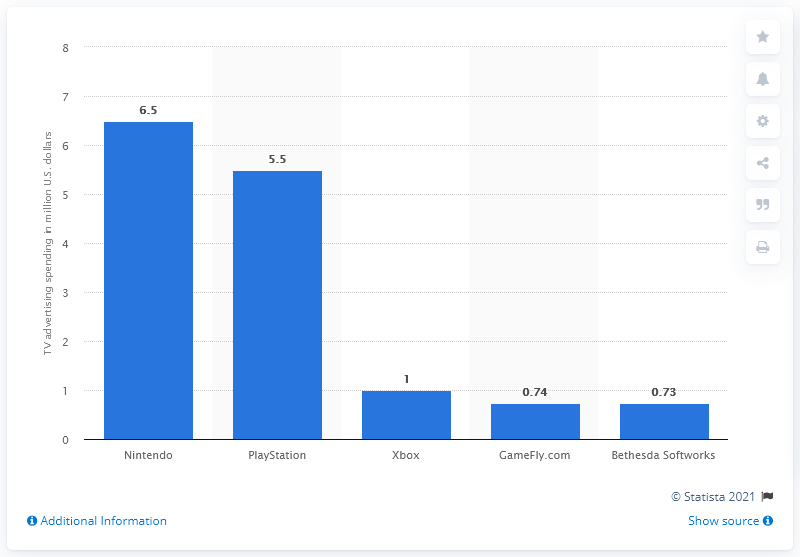 8
7
6
5
4
3
2
1
0
TV advertising spending in million U.S. dollars
6.5
5.5
1
0.74
0.73
Nintendo
PlayStation
Xbox
GameFly.com
Bethesda Softworks
© Statista 2021
Additional Information
Show source